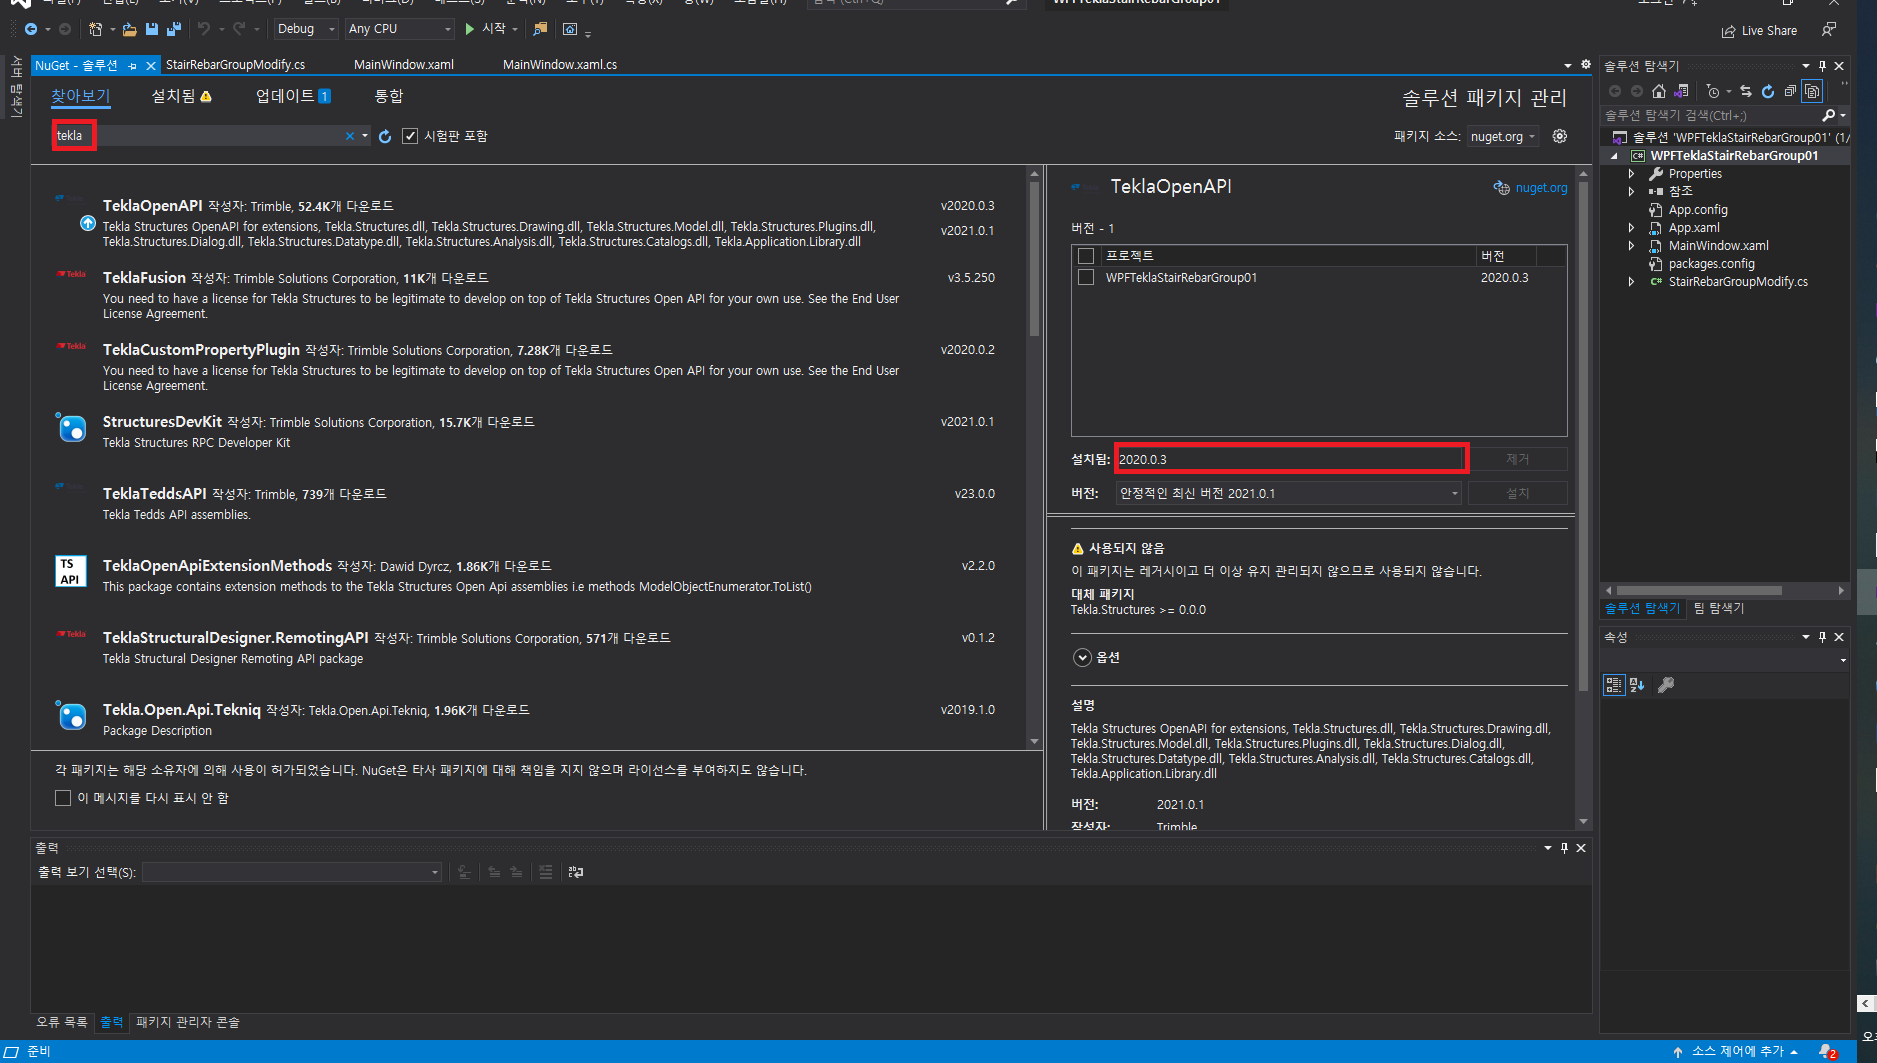 WPFTeklaStairRebarGroup01
Debug
Any CPU
시작
Live Share
서버 탐색기
NuGet - 솔루션
StairRebarGroupModify.cs
MainWindow.xaml
MainWindow.xaml.cs
찾아보기
설치됨
업데이트 1
통합
솔루션 패키지 관리
tekla
시험판 포함
패키지 소스: nuget.org
TeklaOpenAPI 작성자: Trimble, 52.4K개 다운로드
v2020.0.3
Tekla Structures OpenAPI for extensions, Tekla.Structures.dll, Tekla.Structures.Drawing.dll, Tekla.Structures.Model.dll, Tekla.Structures.Plugins.dll,
v2021.0.1
Tekla.Structures.Dialog.dll, Tekla.Structures.Datatype.dll, Tekla.Structures.Analysis.dll, Tekla.Structures.Catalogs.dll, Tekla.Application.Library.dll
TeklaFusion 작성자: Trimble Solutions Corporation, 11K개 다운로드
v3.5.250
You need to have a license for Tekla Structures to be legitimate to develop on top of Tekla Structures Open API for your own use. See the End User
License Agreement.
TeklaCustomPropertyPlugin 작성자: Trimble Solutions Corporation, 7.28K개 다운로드
v2020.0.2
You need to have a license for Tekla Structures to be legitimate to develop on top of Tekla Structures Open API for your own use. See the End User
License Agreement.
StructuresDevKit 작성자: Trimble Solutions Corporation, 15.7K개 다운로드
v2021.0.1
Tekla Structures RPC Developer Kit
TeklaTeddsAPI 작성자: Trimble, 739개 다운로드
v23.0.0
Tekla Tedds API assemblies.
TS
API
TeklaOpenApiExtensionMethods 작성자: Dawid Dyrcz, 1.86K개 다운로드
v2.2.0
This package contains extension methods to the Tekla Structures Open Api assemblies i.e methods ModelObjectEnumerator.ToList()
TeklaStructuralDesigner.RemotingAPI 작성자: Trimble Solutions Corporation, 571개 다운로드
v0.1.2
Tekla Structural Designer Remoting API package
Tekla.Open.Api.Tekniq 작성자: Tekla.Open.Api.Tekniq, 1.96K개 다운로드
v2019.1.0
Package Description
각 패키지는 해당 소유자에 의해 사용이 허가되었습니다. NuGet은 타사 패키지에 대해 책임을 지지 않으며 라이선스를 부여하지도 않습니다.
이 메시지를 다시 표시 안 함
TeklaOpenAPI
nuget.org
버전 - 1
프로젝트
버전
WPFTeklaStairRebarGroup01
2020.0.3
설치됨: 2020.0.3
제거
버전: 안정적인 최신 버전 2021.0.1
설치
사용되지 않음
이 패키지는 레거시이고 더 이상 유지 관리되지 않으므로 사용되지 않습니다.
대체 패키지
Tekla.Structures >= 0.0.0
옵션
설명
Tekla Structures OpenAPI for extensions, Tekla.Structures.dll, Tekla.Structures.Drawing.dll,
Tekla.Structures.Model.dll, Tekla.Structures.Plugins.dll, Tekla.Structures.Dialog.dll,
Tekla.Structures.Datatype.dll, Tekla.Structures.Analysis.dll, Tekla.Structures.Catalogs.dll,
Tekla.Application.Library.dll
버전: 2021.0.1
작성자: Trimble
솔루션 탐색기
솔루션 탐색기 검색(Ctrl+;)
솔루션 'WPFTeklaStairRebarGroup01' (1/
WPFTeklaStairRebarGroup01
Properties
참조
App.config
App.xaml
MainWindow.xaml
packages.config
StairRebarGroupModify.cs
솔루션 탐색기
팀 탐색기
속성
출력
출력 보기 선택(S):
오류 목록
출력
패키지 관리자 콘솔
준비
소스 제어에 추가
2